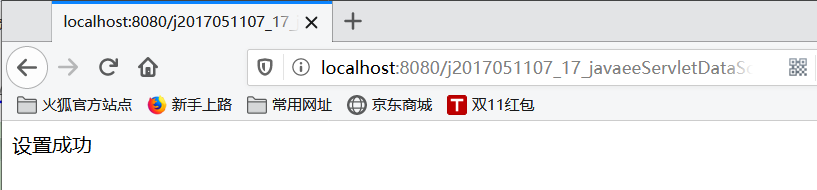 localhost:8080/j2017051107_17_j
localhost:8080/j2017051107_17_javaeeServletDataSc
火狐官方站点 新手上路 常用网址 京东商城 T 双11红包
设置成功